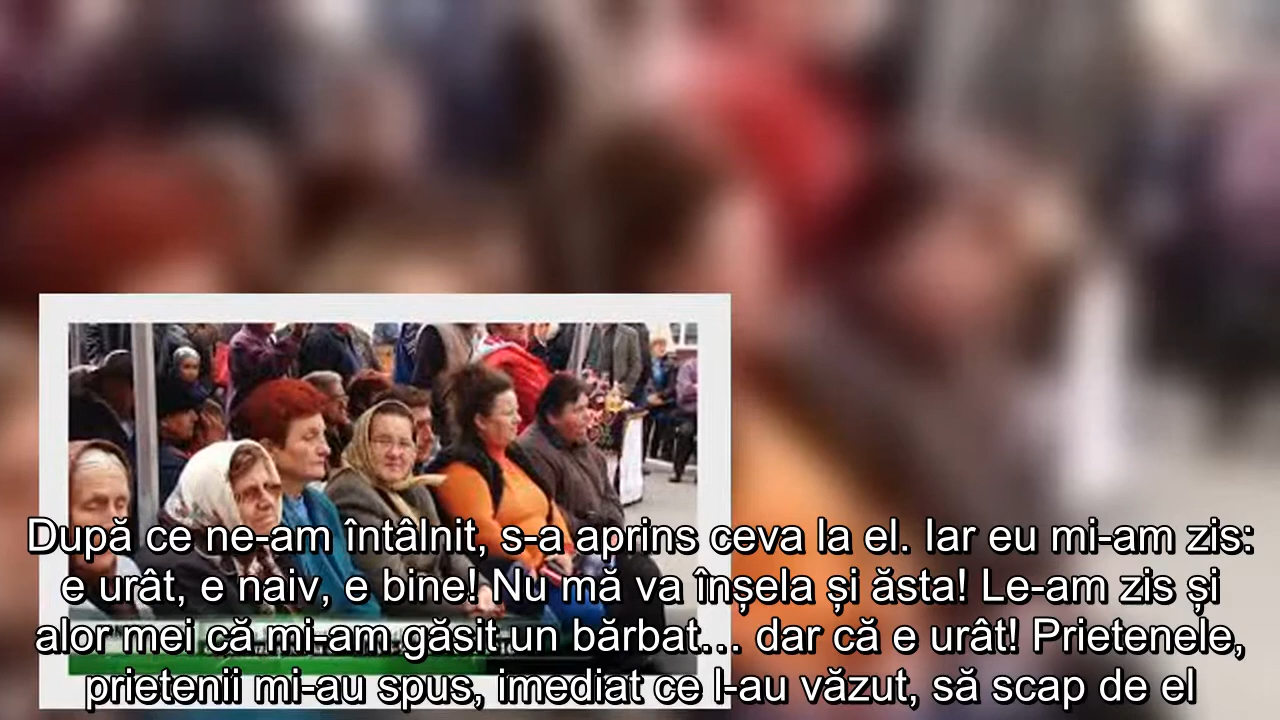 După ce ne-am întâlnit, s-a aprins ceva la el. Iar eu mi-am zis:
e urât, e naiv, e bine! Nu mă va înșela și ăsta! Le-am zis și
alor mei că mi-am găsit un bărbat… dar că e urât! Prietenele,
prietenii mi-au spus, imediat ce l-au văzut, să scap de el